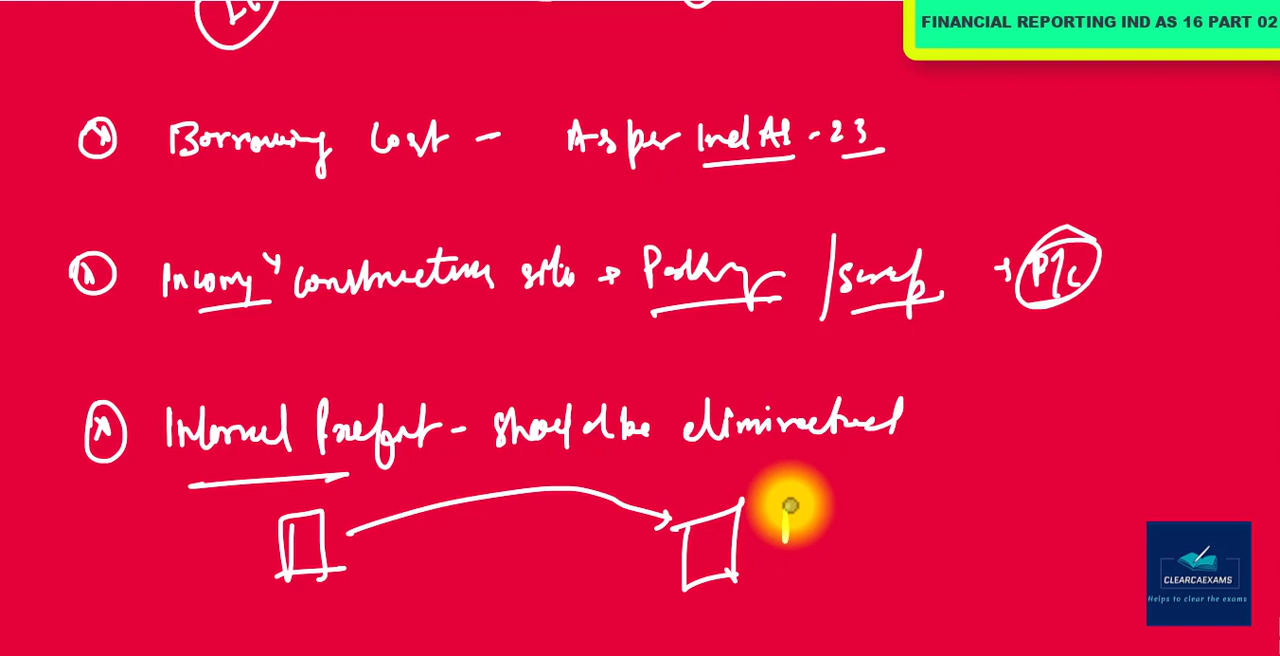 FINANCIAL REPORTING IND AS 16 PART 02
Borrowing Cost - As per Ind AS - 23
Income construction site → Parking / Scrap → P/L
Internal Profit - should be eliminated
CLEARCAEXAMS
Helps to clear the exams